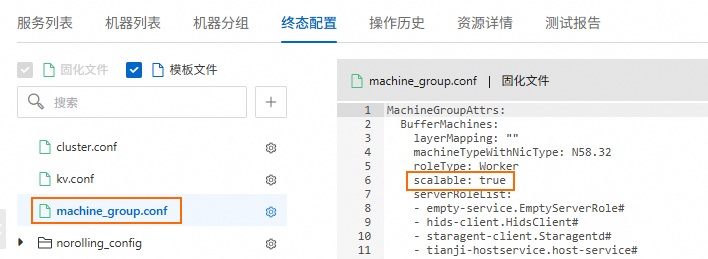 服务列表 机器列表 机器分组 终态配置 操作历史 资源详情 测试报告
固化文件 模板文件
搜索
cluster.conf
kv.conf
machine_group.conf
norolling_config
machine_group.conf | 固化文件
1 MachineGroupAttrs:
2 BufferMachines:
3 layerMapping: ""
4 machineTypeWithNicType: N58.32
5 roleType: Worker
6 scalable: true
7 serverRoleList:
8 - empty-service.EmptyServerRole#
9 - hids-client.HidsClient#
10 - staragent-client.Staragentd#
11 - tianji-hostservice.host-service#